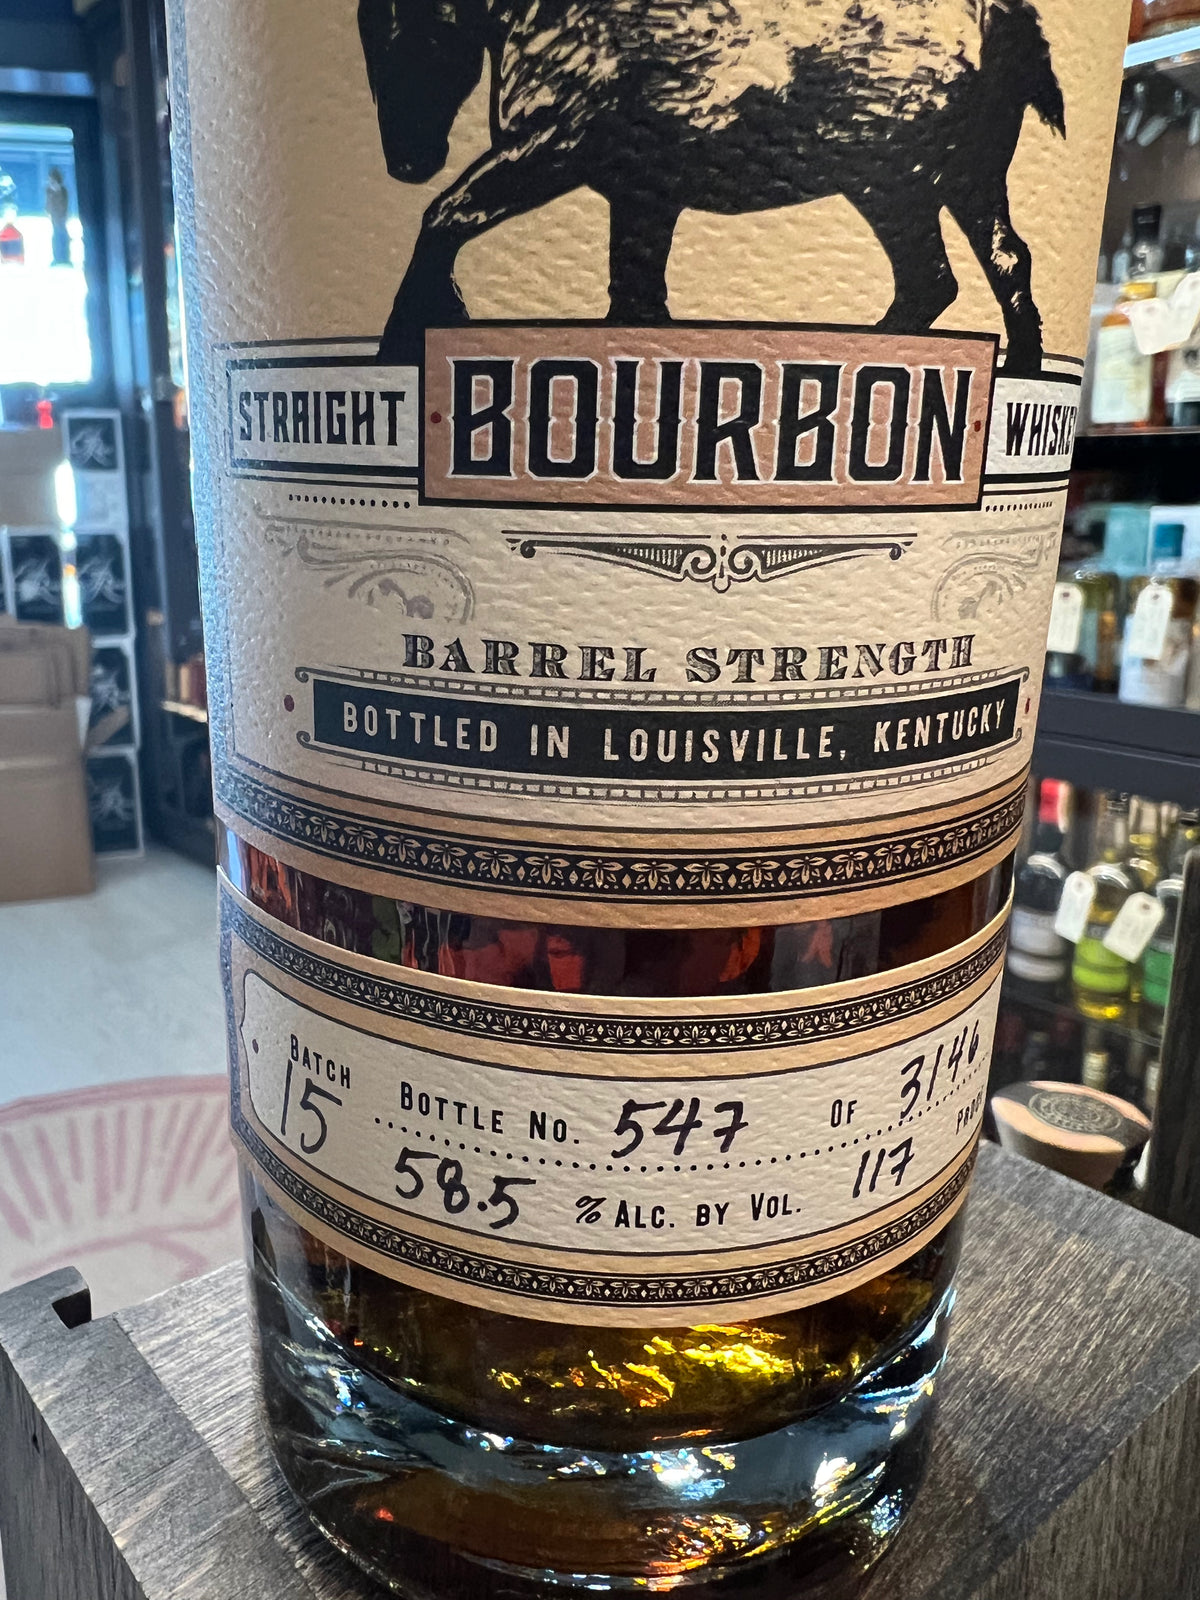 STRAIGHT BOURBON WHISKEY
BARREL STRENGTH
BOTTLED IN LOUISVILLE, KENTUCKY
BATCH 15
BOTTLE NO. 547 OF 3146
58.5 % ALC. BY VOL. 117 PROOF